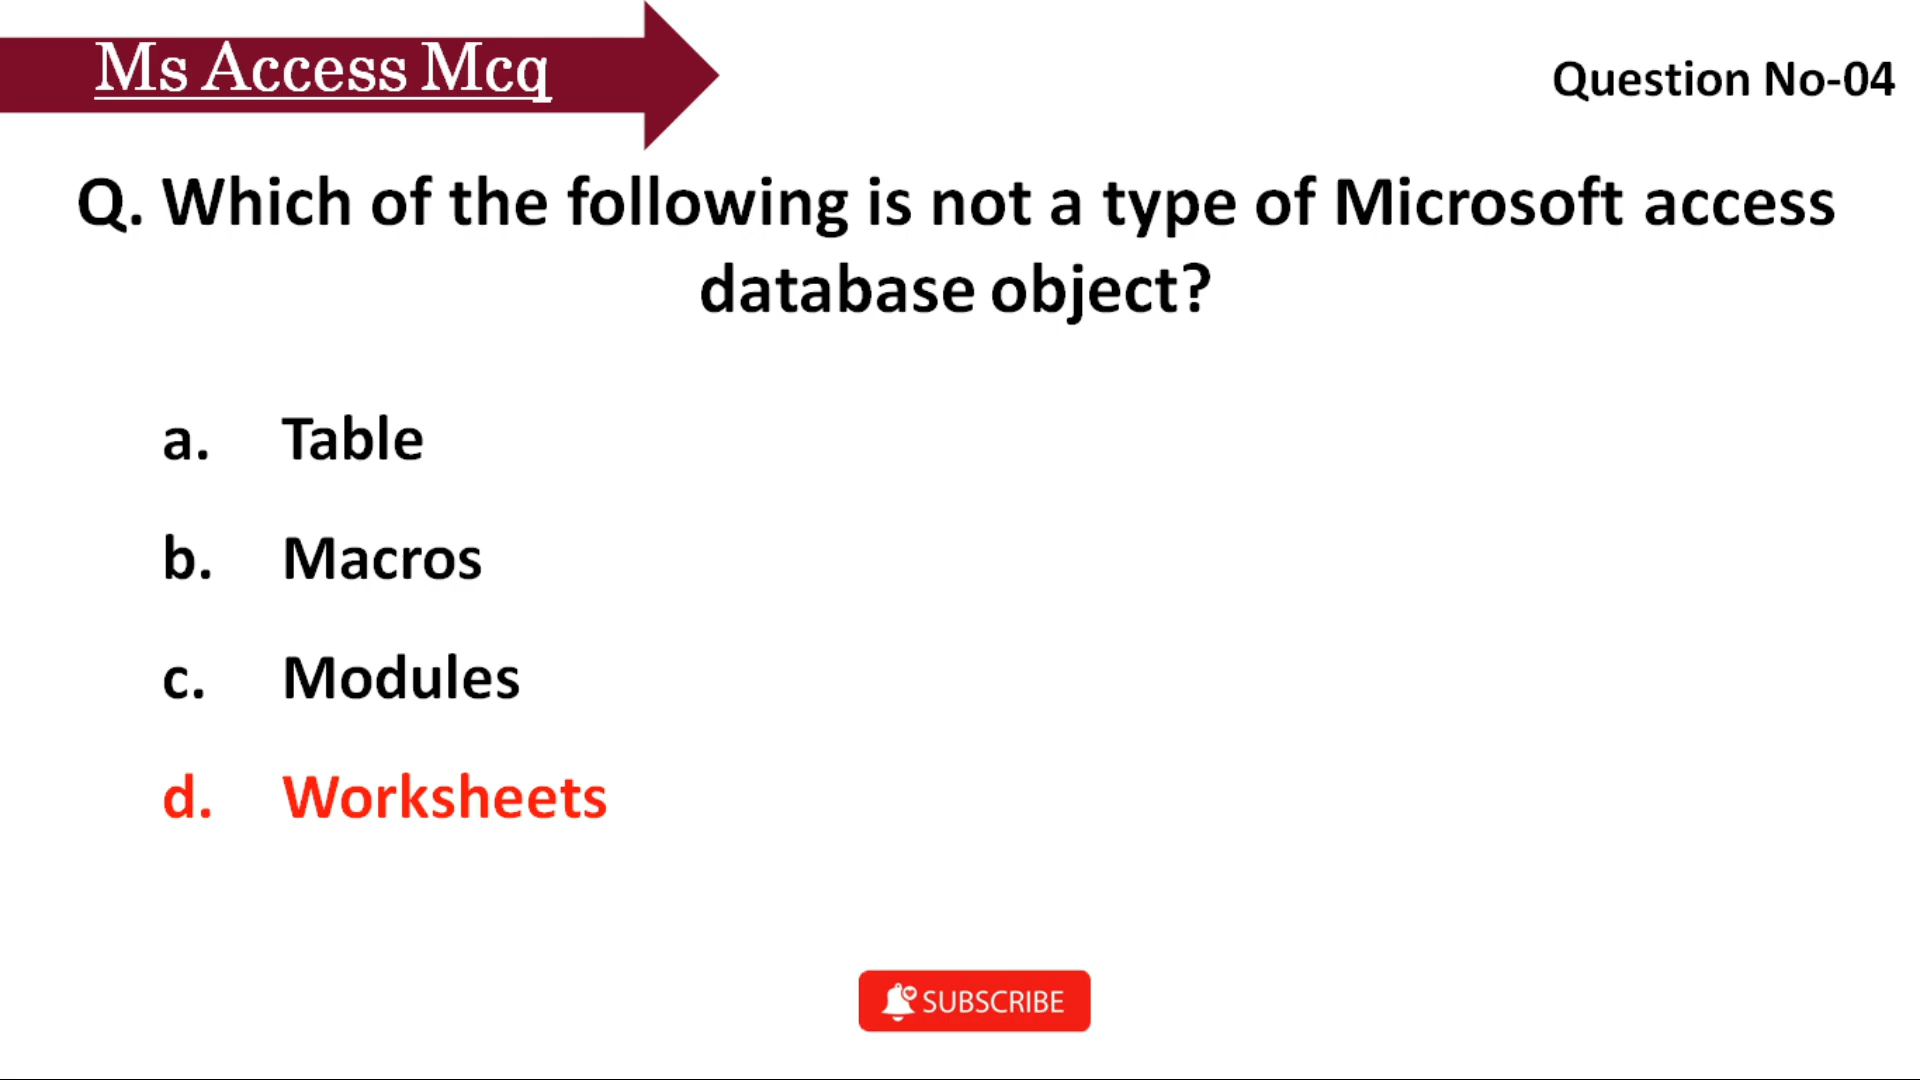 Ms Access Mcq
Question No-04
Q. Which of the following is not a type of Microsoft access
database object?
a. Table
b. Macros
c. Modules
d. Worksheets
SUBSCRIBE